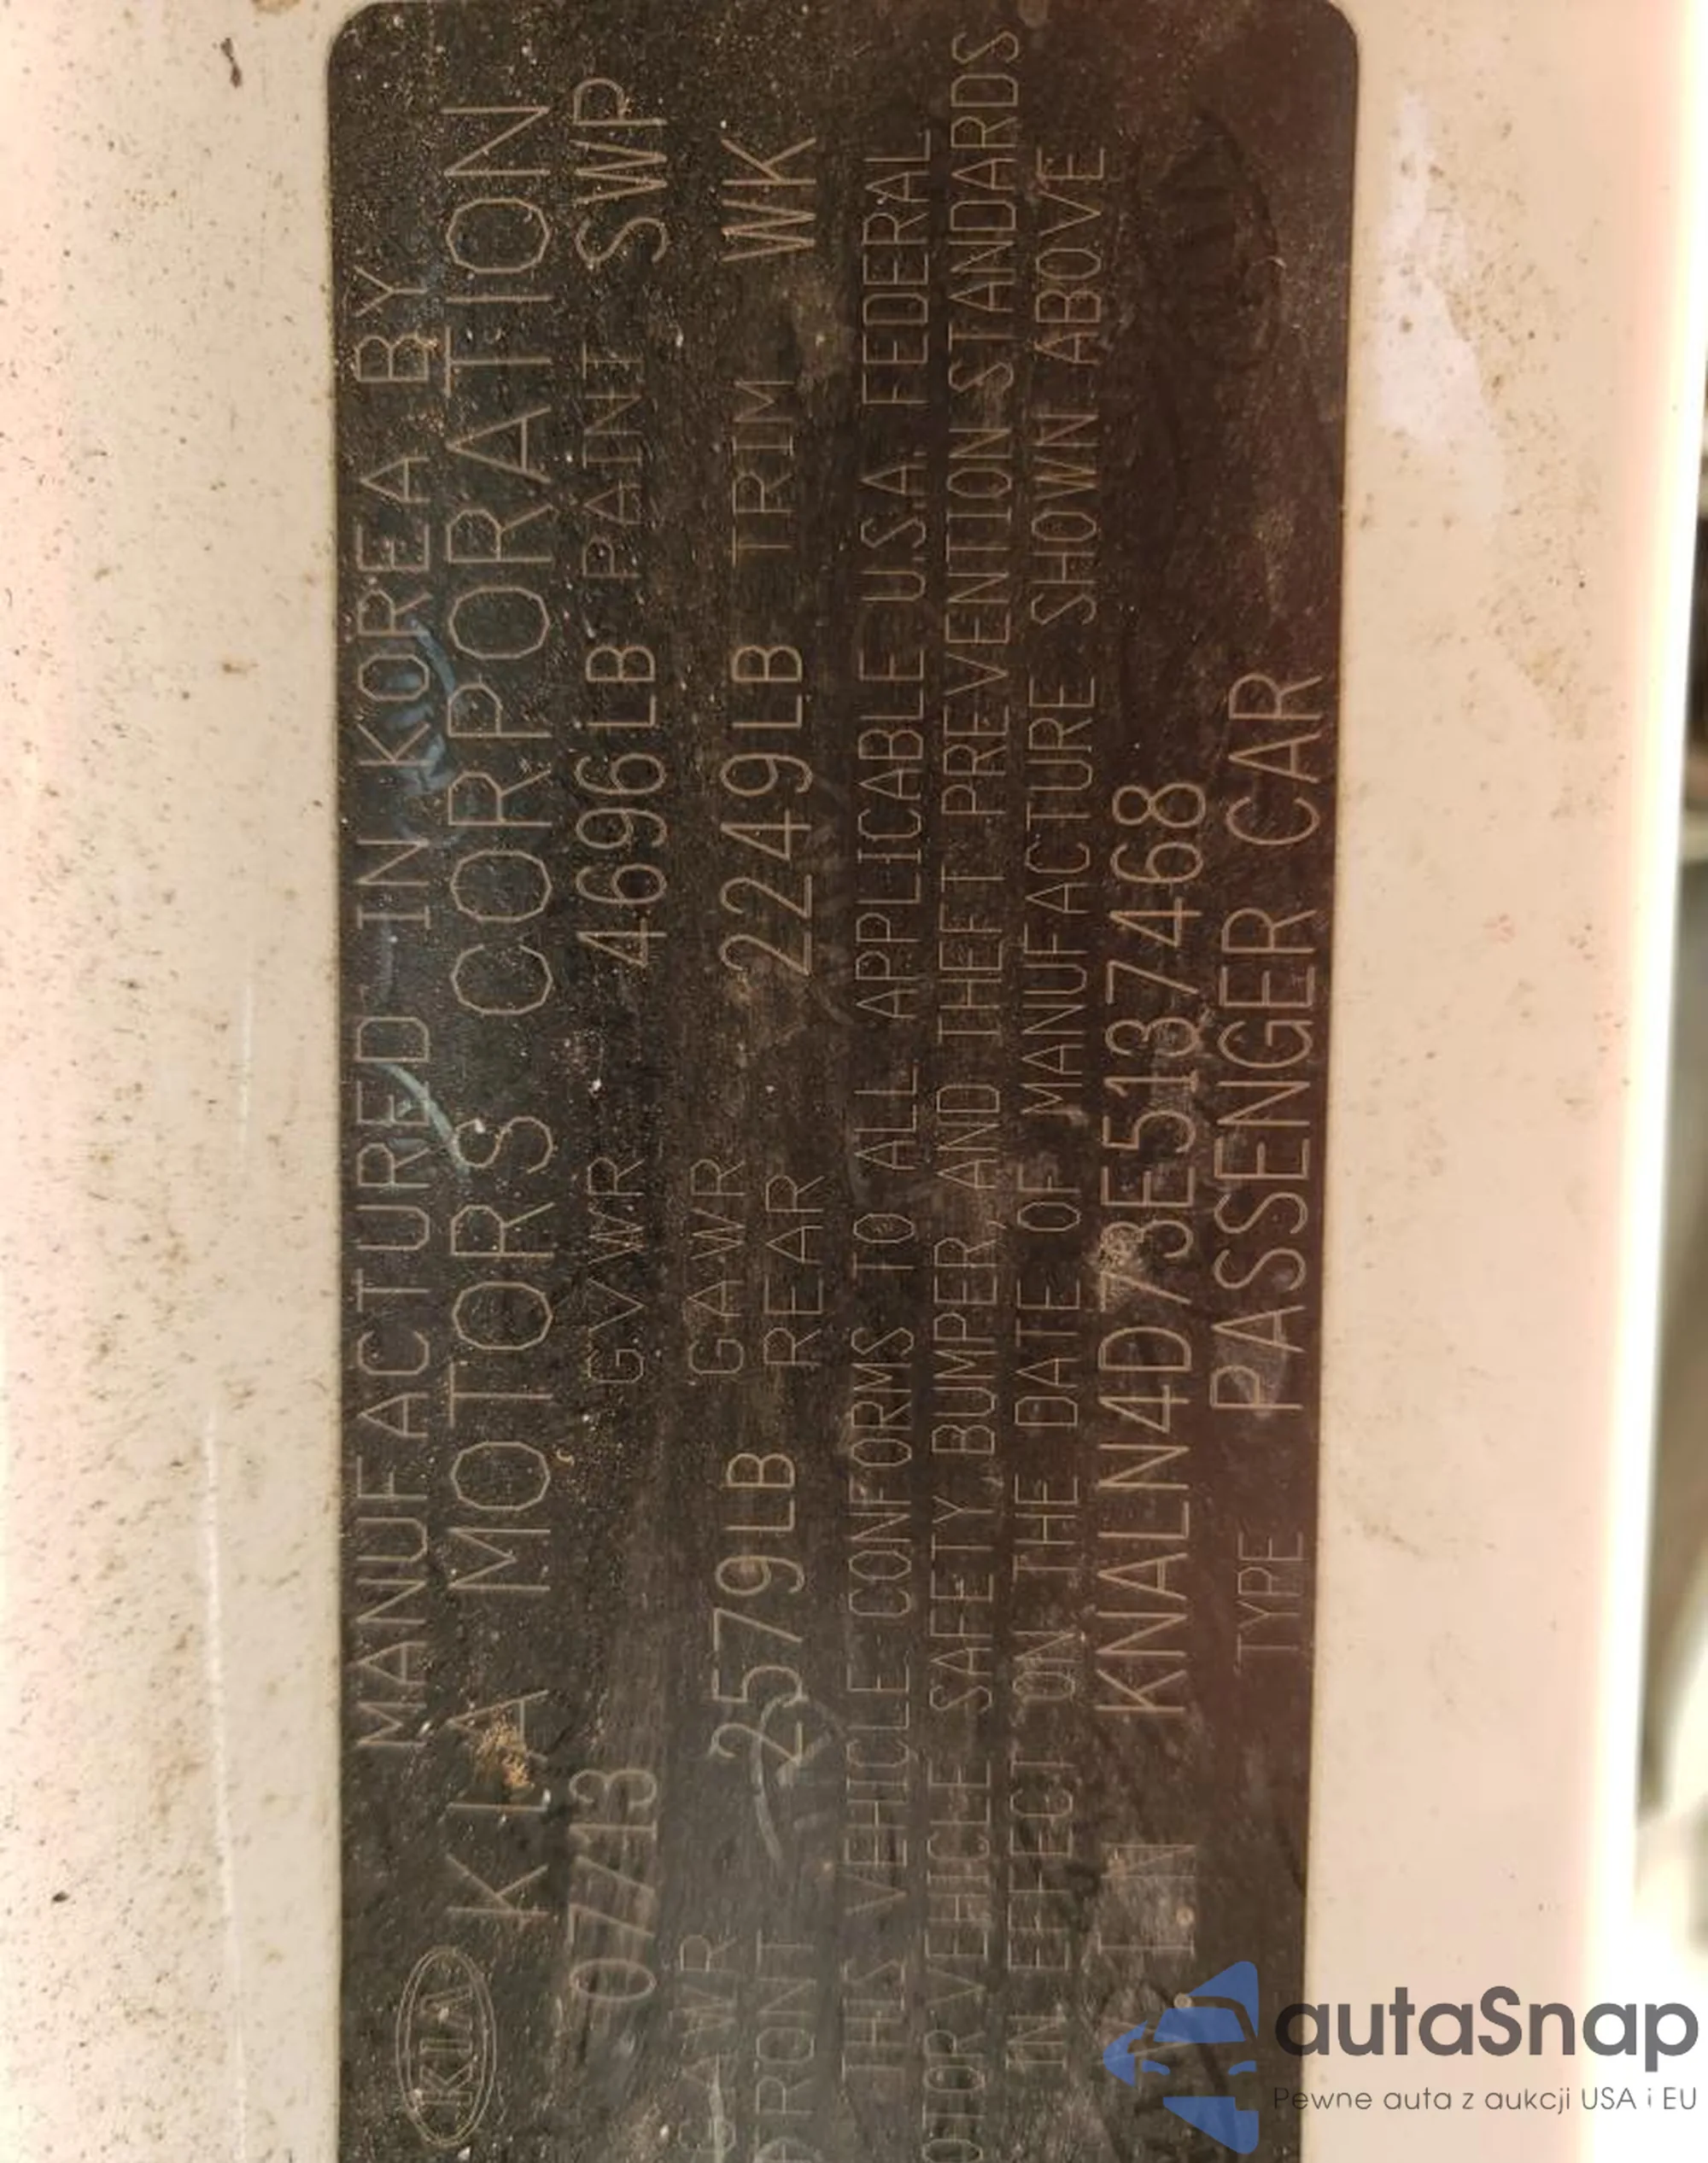 KIA
MANUFACTURED IN KOREA BY
KIA MOTORS CORPORATION
07/13 GVWR 4696LB PAINT SWP
GAWR FRONT 2579LB GAWR REAR 2249LB TRIM WK
THIS VEHICLE CONFORMS TO ALL APPLICABLE U.S.A. FEDERAL
VEHICLE SAFETY,BUMPER, AND THEFT PREVENTION STANDARDS
IN EFFECT ON THE DATE OF MANUFACTURE SHOWN ABOVE
KNALN4D73E5137468
TYPE PASSENGER CAR
autaSnap
Pewne auta z aukcji USA i EU